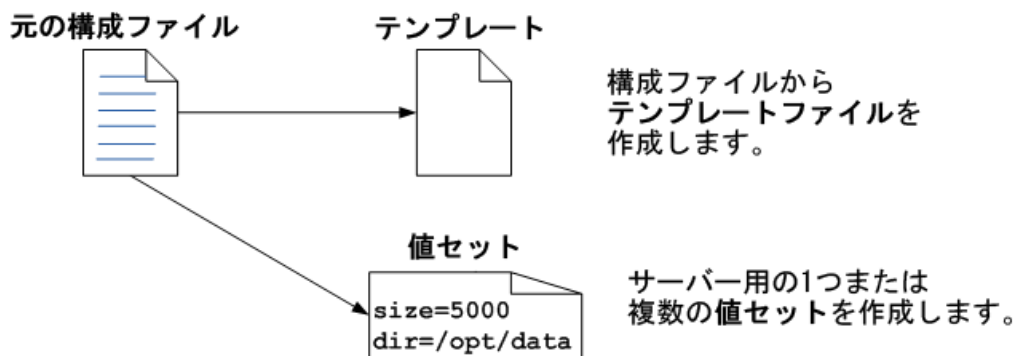 元の構成ファイル
テンプレート
構成ファイルから
テンプレートファイルを
作成します。
値セット
size=5000
dir=/opt/data
サーバー用の1つまたは
複数の値セットを作成します。